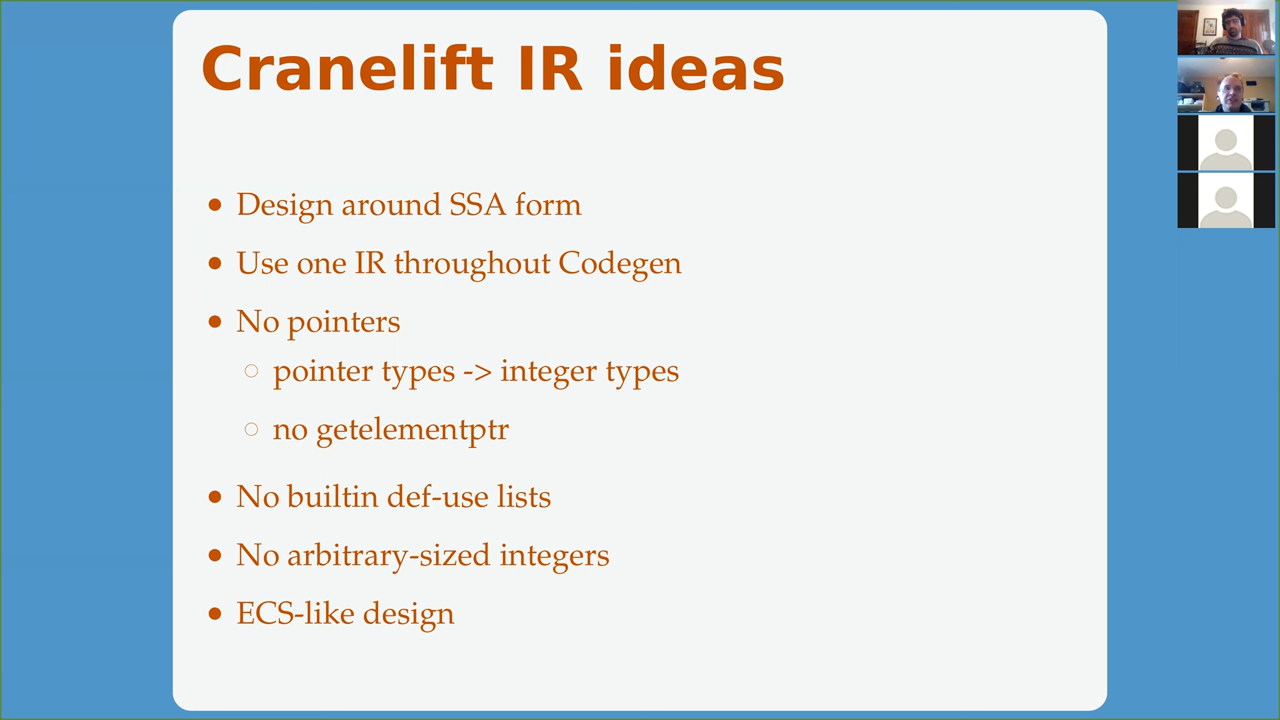 Cranelift IR ideas
• Design around SSA form
• Use one IR throughout Codegen
• No pointers
○ pointer types -> integer types
○ no getelementptr
• No builtin def-use lists
• No arbitrary-sized integers
• ECS-like design